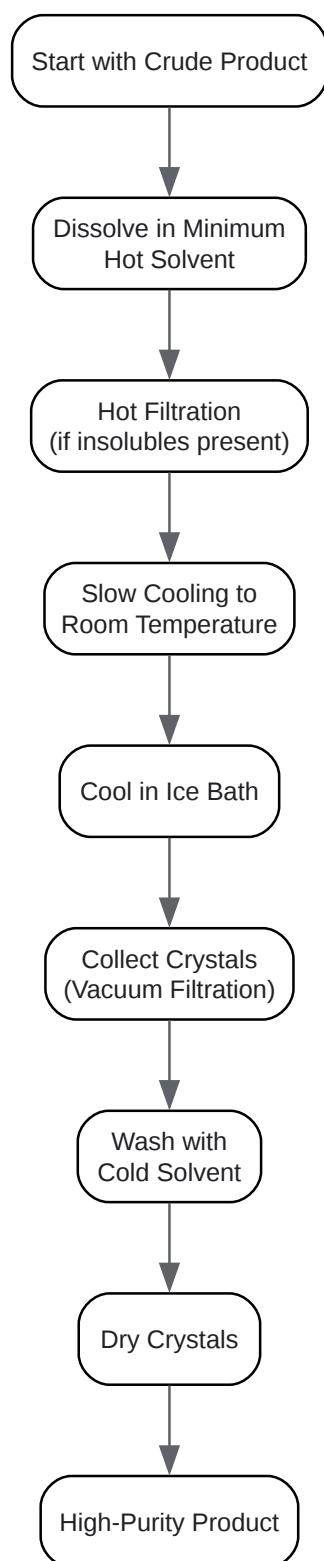 Start with Crude Product
Dissolve in Minimum
Hot Solvent
Hot Filtration
(if insolubles present)
Slow Cooling to
Room Temperature
Cool in Ice Bath
Collect Crystals
(Vacuum Filtration)
Wash with
Cold Solvent
Dry Crystals
High-Purity Product